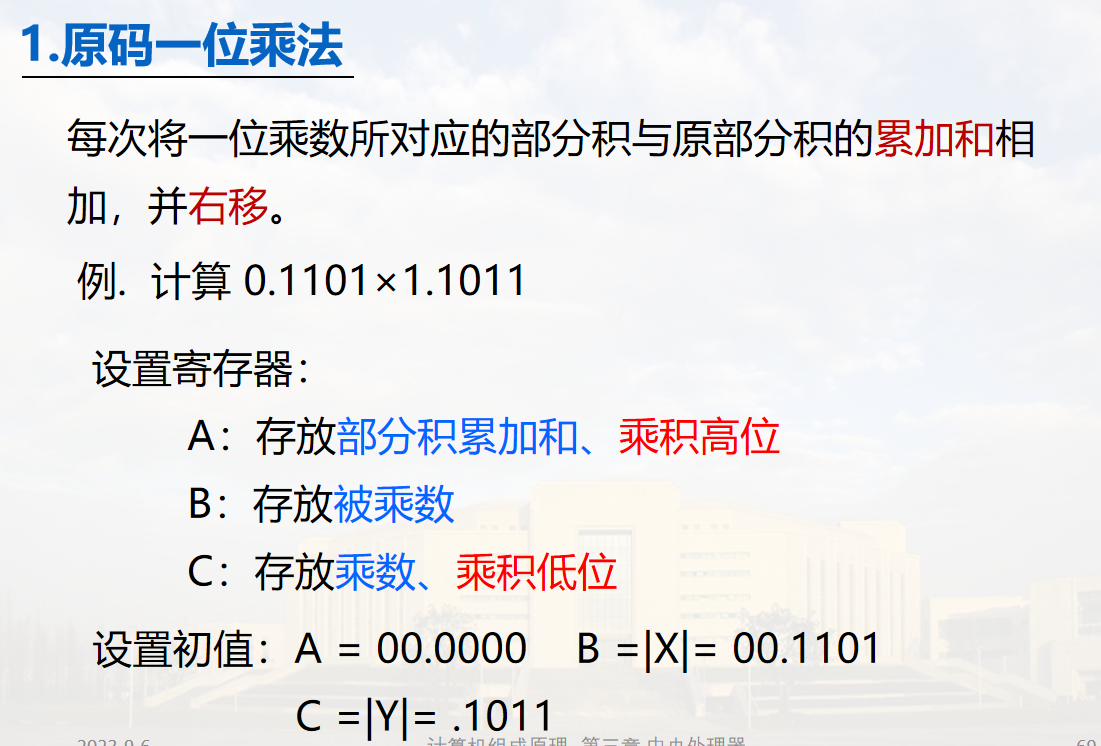 1.原码一位乘法
每次将一位乘数所对应的部分积与原部分积的累加和相
加，并右移。
例. 计算 0.1101×1.1011
设置寄存器：
A：存放部分积累加和、乘积高位
B：存放被乘数
C：存放乘数、乘积低位
设置初值：A = 00.0000 B =|X|= 00.1101
C =|Y|= .1011
2023-9-6 计算机组成原理 第三章 中央处理器 69